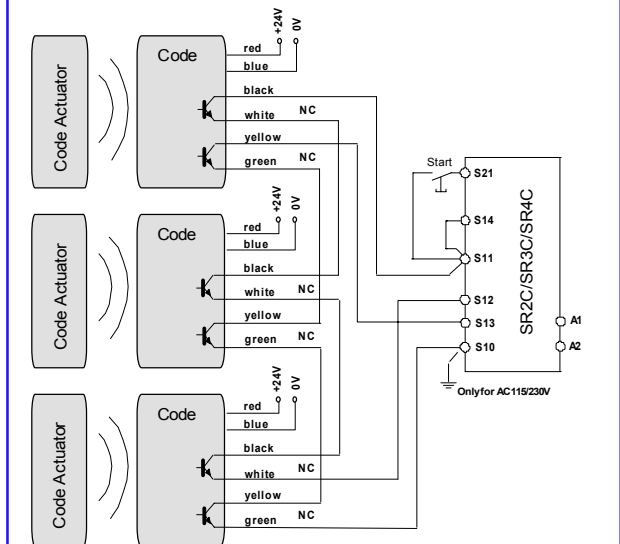 +24V
0V
Code Actuator
Code
red
blue
black
white NC
yellow
green NC
Start
S21
S14
S11
S12
S13
S10
SR2C/SR3C/SR4C
A1
A2
Onlyfor AC115/230V
+24V
0V
Code Actuator
Code
red
blue
black
white NC
yellow
green NC
+24V
0V
Code Actuator
Code
red
blue
black
white NC
yellow
green NC